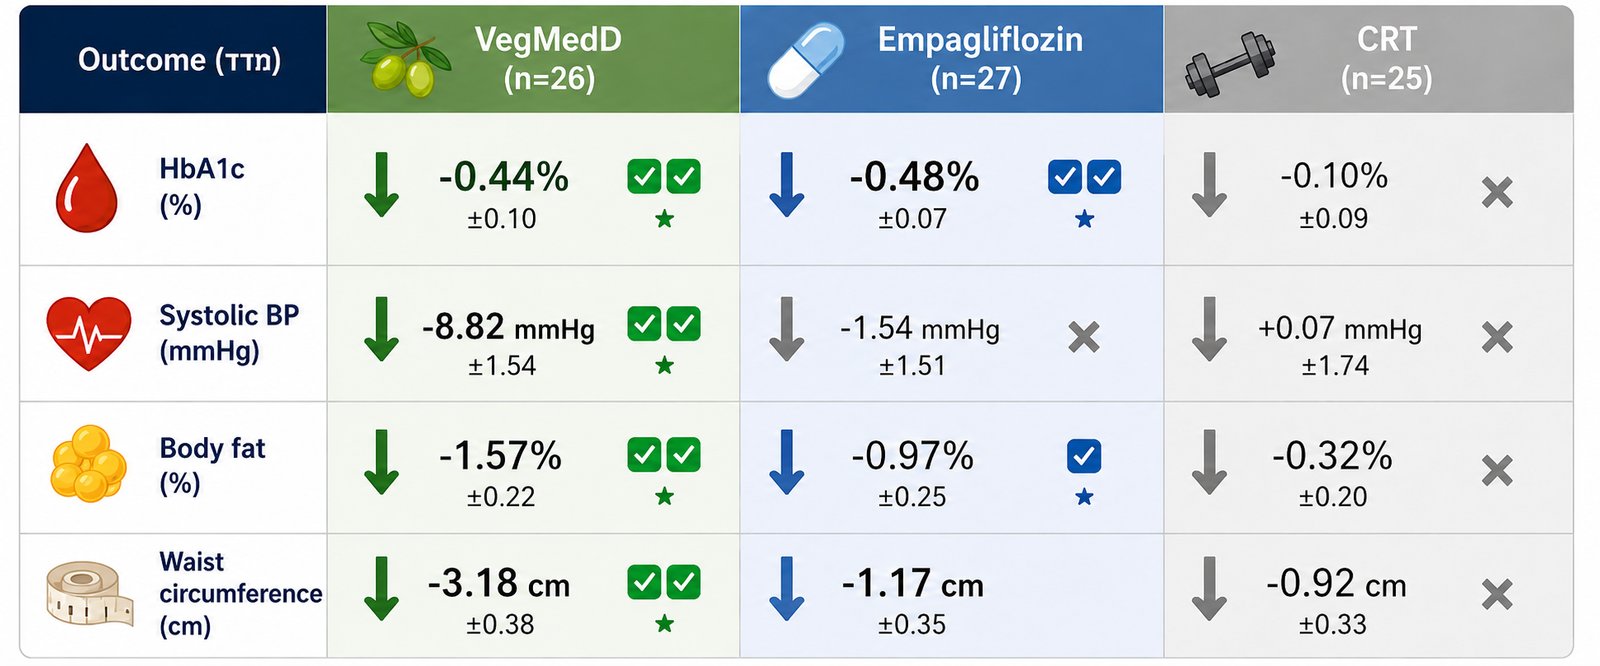 Outcome (מדד)
VegMedD
(n=26)
Empagliflozin
(n=27)
CRT
(n=25)
HbA1c
(%)
-0.44%
±0.10
-0.48%
±0.07
-0.10%
±0.09
Systolic BP
(mmHg)
-8.82 mmHg
±1.54
-1.54 mmHg
±1.51
+0.07 mmHg
±1.74
Body fat
(%)
-1.57%
±0.22
-0.97%
±0.25
-0.32%
±0.20
Waist
circumference
(cm)
-3.18 cm
±0.38
-1.17 cm
±0.35
-0.92 cm
±0.33